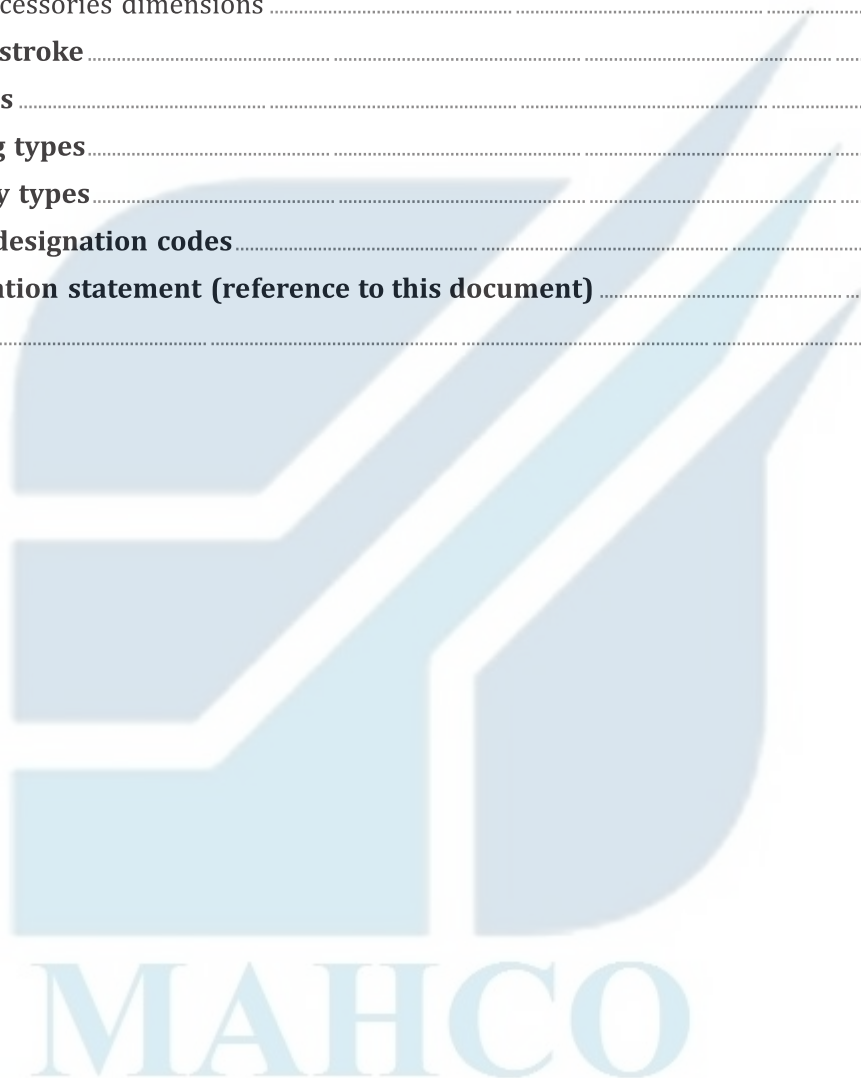 cessories dimensions
stroke
s
g types
y types
designation codes
ation statement (reference to this document)
MAHCO